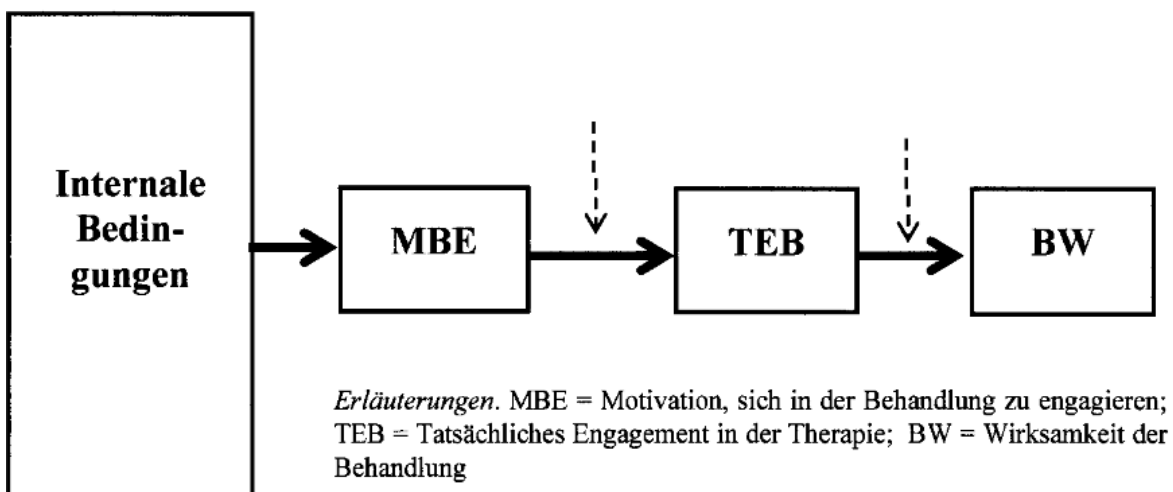 Internale
Bedin-
gungen
MBE
TEB
BW
Erläuterungen. MBE = Motivation, sich in der Behandlung zu engagieren;
TEB = Tatsächliches Engagement in der Therapie; BW = Wirksamkeit der
Behandlung